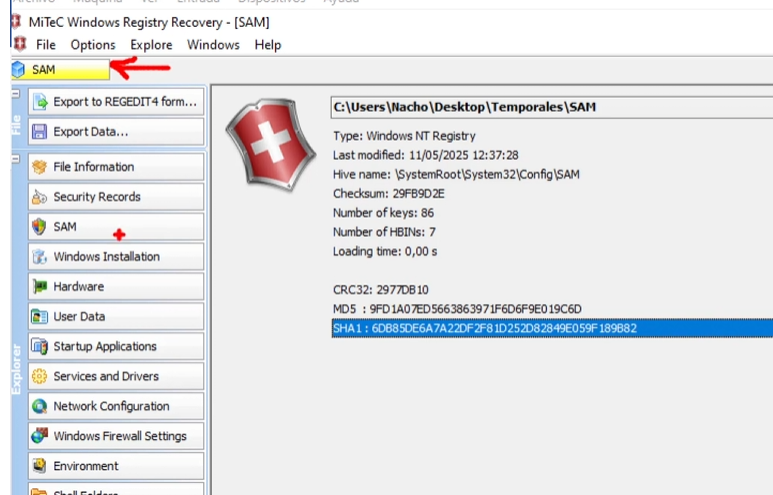 Archivo Máquina Ver Entrada Dispositivos Ayuda
MiTeC Windows Registry Recovery - [SAM]
File Options Explore Windows Help
SAM
File
Export to REGEDIT4 form...
Export Data...
Explorer
File Information
Security Records
SAM
Windows Installation
Hardware
User Data
Startup Applications
Services and Drivers
Network Configuration
Windows Firewall Settings
Environment
Shell Folders
C:\Users\Nacho\Desktop\Temporales\SAM
Type: Windows NT Registry
Last modified: 11/05/2025 12:37:28
Hive name: \SystemRoot\System32\Config\SAM
Checksum: 29FB9D2E
Number of keys: 86
Number of HBINs: 7
Loading time: 0,00 s
CRC32: 2977DB10
MD5 : 9FD1A07ED5663863971F6D6F9E019C6D
SHA1 : 6DB85DE6A7A22DF2F81D252D82849E059F189B82